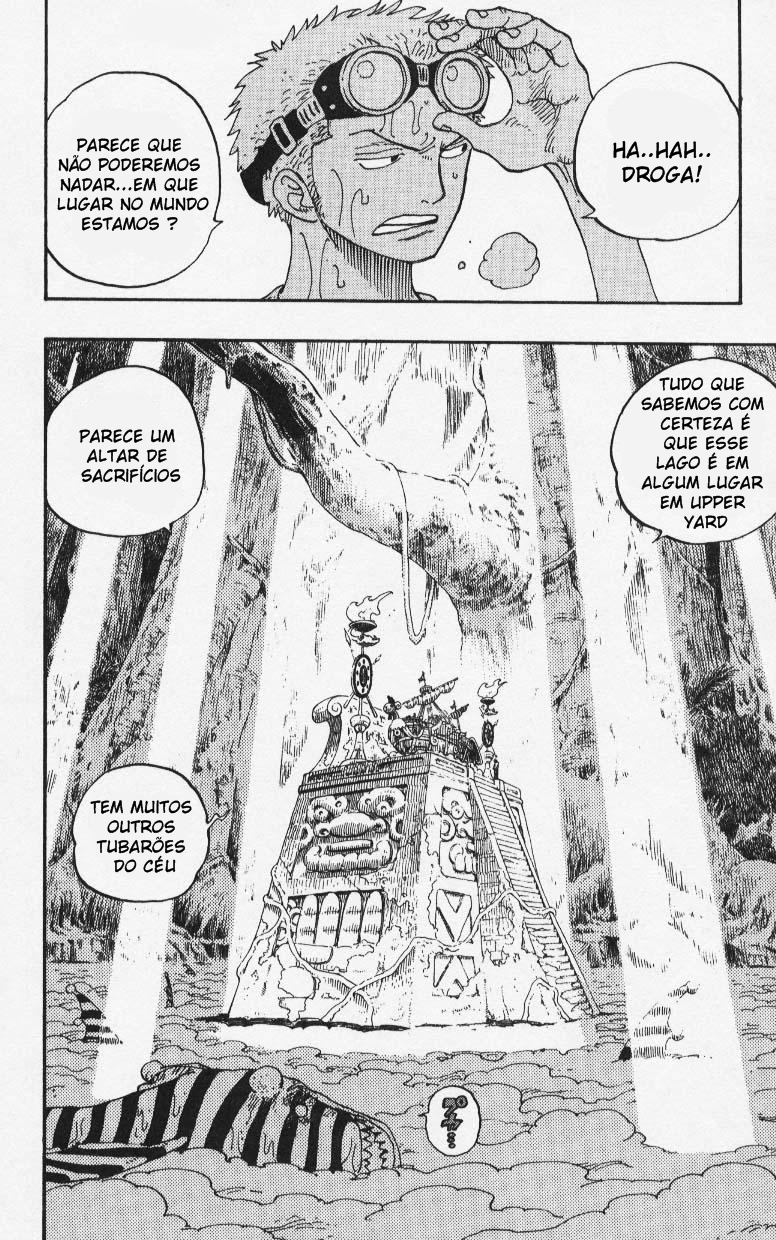 HA..HAH..
DROGA!
PARECE QUE
NÃO PODEREMOS
NADAR...EM QUE
LUGAR NO MUNDO
ESTAMOS ?
TUDO QUE
SABEMOS COM
CERTEZA É
QUE ESSE
LAGO É EM
ALGUM LUGAR
EM UPPER
YARD
PARECE UM
ALTAR DE
SACRIFÍCIOS
TEM MUITOS
OUTROS
TUBARÕES
DO CÉU